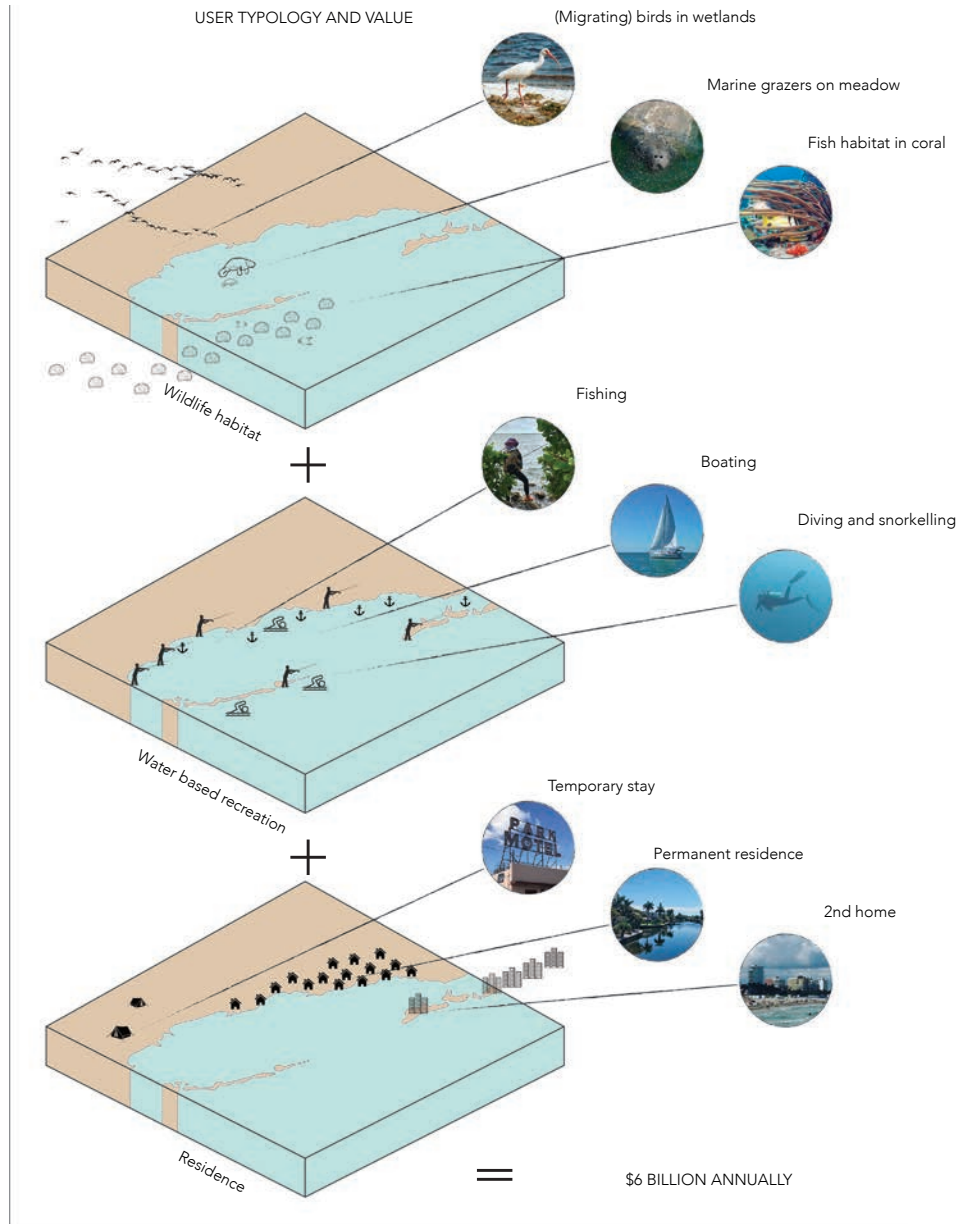 USER TYPOLOGY AND VALUE
(Migrating) birds in wetlands
Marine grazers on meadow
Fish habitat in coral
Wildlife habitat
+
Fishing
Boating
Diving and snorkelling
Water based recreation
+
Temporary stay
PARK
MOTEL
Permanent residence
2nd home
Residence
=
$6 BILLION ANNUALLY